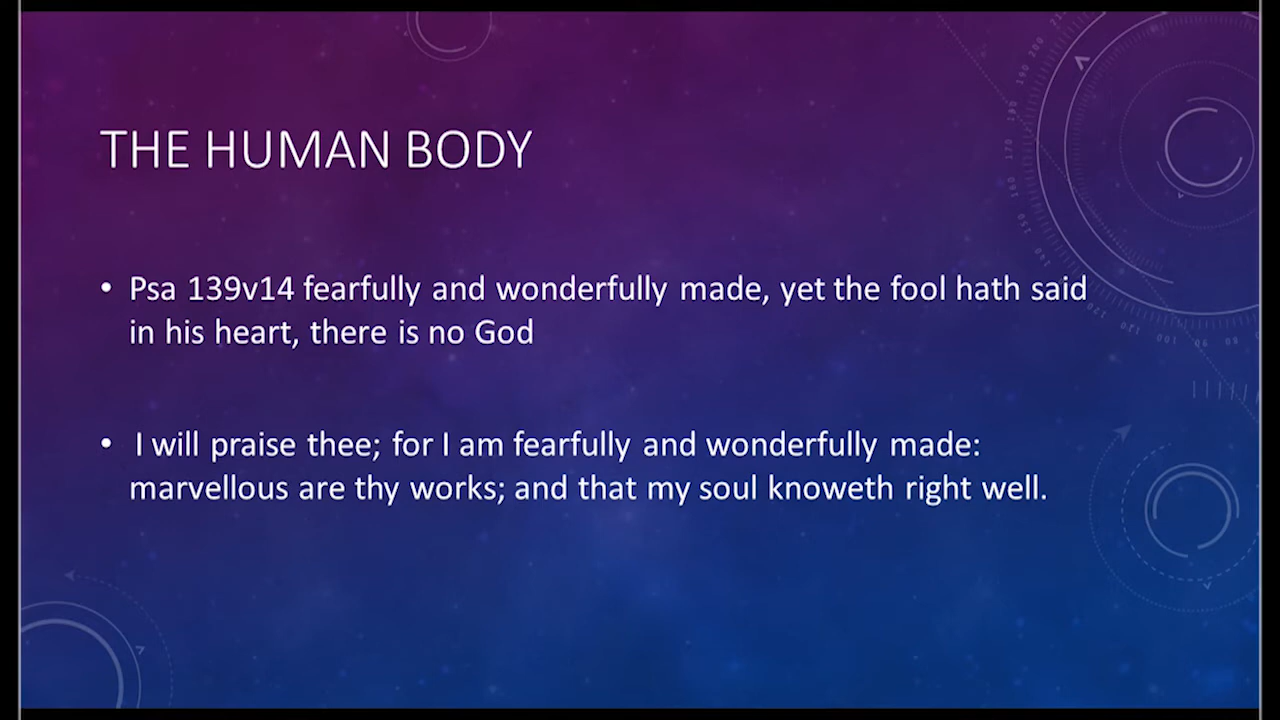 THE HUMAN BODY
• Psa 139v14 fearfully and wonderfully made, yet the fool hath said
in his heart, there is no God
• I will praise thee; for I am fearfully and wonderfully made:
marvellous are thy works; and that my soul knoweth right well.